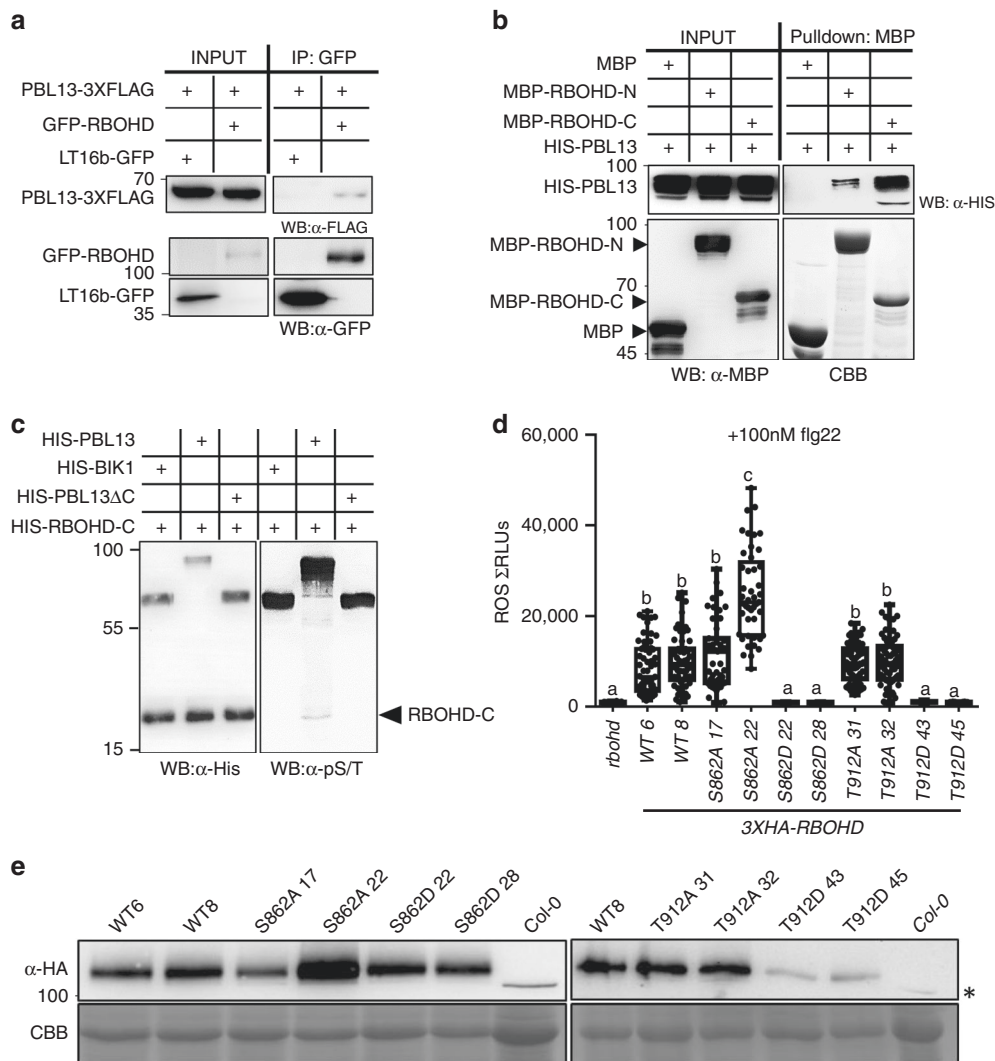 a
INPUT IP: GFP
PBL13-3XFLAG + + + +
GFP-RBOHD + +
LT16b-GFP + +
70
PBL13-3XFLAG
WB:α-FLAG
GFP-RBOHD
100
LT16b-GFP
35
WB:α-GFP
b
INPUT Pulldown: MBP
MBP + +
MBP-RBOHD-N + +
MBP-RBOHD-C + +
HIS-PBL13 + + + + + +
100
HIS-PBL13
WB: α-HIS
100
MBP-RBOHD-N
70
MBP-RBOHD-C
MBP
45
WB: α-MBP CBB
c
HIS-PBL13 + +
HIS-BIK1 + +
HIS-PBL13ΔC + +
HIS-RBOHD-C + + + + + +
100
55
RBOHD-C
15
WB:α-His WB:α-pS/T
d
+100nM flg22
60,000
40,000
20,000
0
ROS ΣRLUs
a b b b c a a b b a a
rbohd
WT 6
WT 8
S862A 17
S862A 22
S862D 22
S862D 28
T912A 31
T912A 32
T912D 43
T912D 45
3XHA-RBOHD
e
WT6 WT8 S862A 17 S862A 22 S862D 22 S862D 28 Col-0 WT8 T912A 31 T912A 32 T912D 43 T912D 45 Col-0
α-HA
100
*
CBB